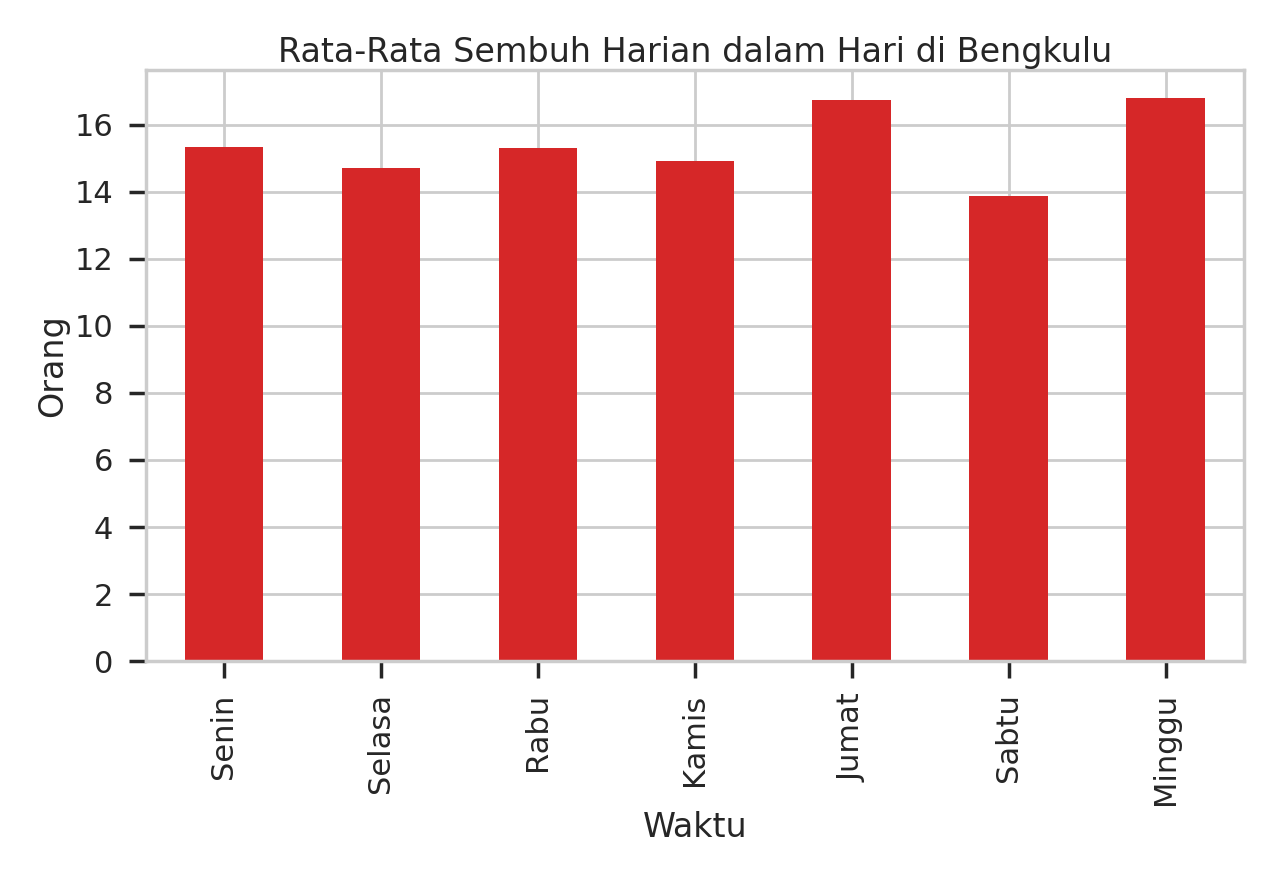 Rata-Rata Sembuh Harian dalam Hari di Bengkulu
Orang
16
14
12
10
8
6
4
2
0
Senin
Selasa
Rabu
Kamis
Jumat
Sabtu
Minggu
Waktu